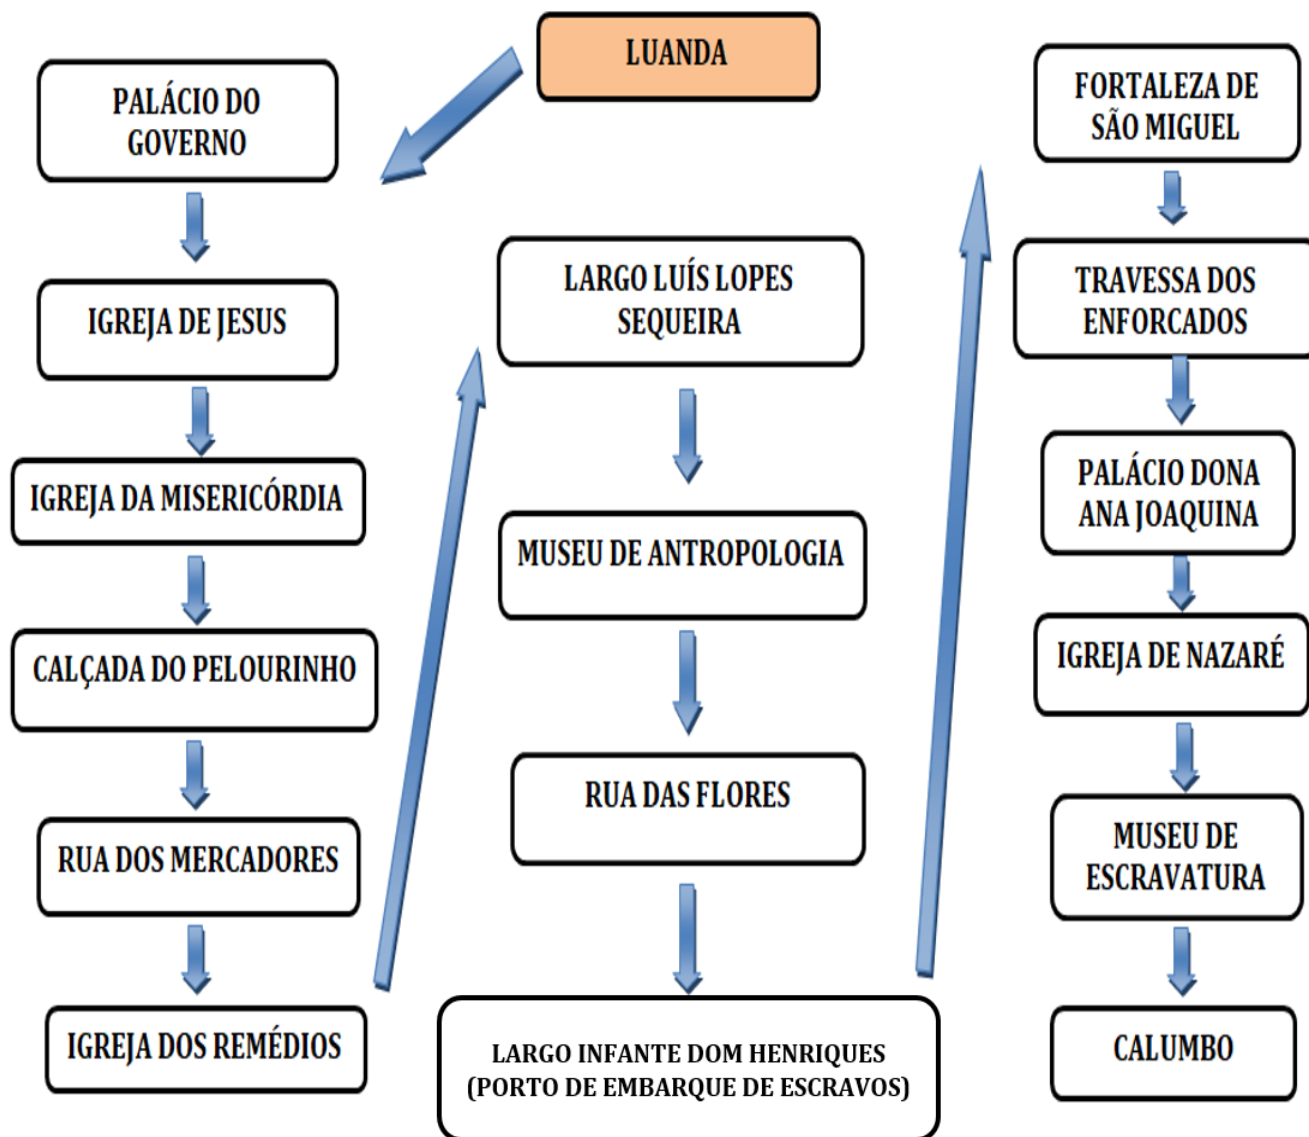 LUANDA
PALÁCIO DO
GOVERNO
IGREJA DE JESUS
IGREJA DA MISERICÓRDIA
CALÇADA DO PELOURINHO
RUA DOS MERCADORES
IGREJA DOS REMÉDIOS
LARGO LUÍS LOPES
SEQUEIRA
MUSEU DE ANTROPOLOGIA
RUA DAS FLORES
LARGO INFANTE DOM HENRIQUES
(PORTO DE EMBARQUE DE ESCRAVOS)
FORTALEZA DE
SÃO MIGUEL
TRAVESSA DOS
ENFORCADOS
PALÁCIO DONA
ANA JOAQUINA
IGREJA DE NAZARÉ
MUSEU DE
ESCRAVATURA
CALUMBO